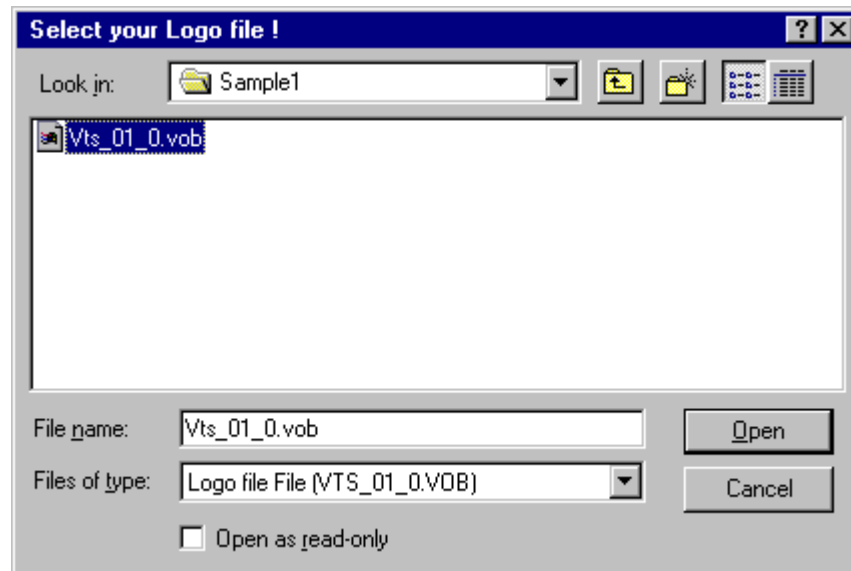 Select your Logo file !
Look in: Sample1
Vts_01_0.vob
File name: Vts_01_0.vob Open
Files of type: Logo file File (VTS_01_0.VOB) Cancel
Open as read-only